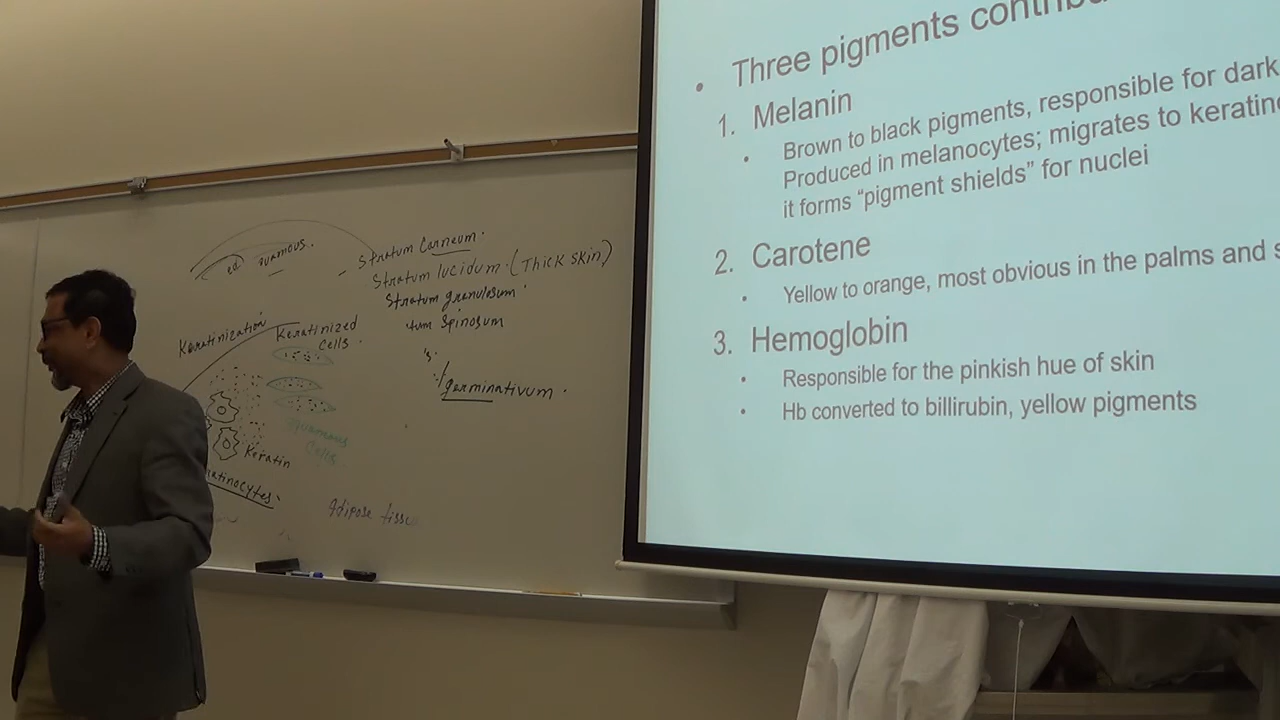 • Three pigments
1. Melanin
• Brown to black pigments, responsible for dark
Produced in melanocytes; migrates to
it forms “pigment shields” for nuclei
2. Carotene
• Yellow to orange, most obvious in the palms and
3. Hemoglobin
• Responsible for the pinkish hue of skin
• Hb converted to billirubin, yellow pigments
Stratum Corneum.
Stratum lucidum. (Thick skin)
Stratum granulosum
Spinosum
germinativum.
Keratinization
Keratinized
cells.
Cells
Keratin
Adipose